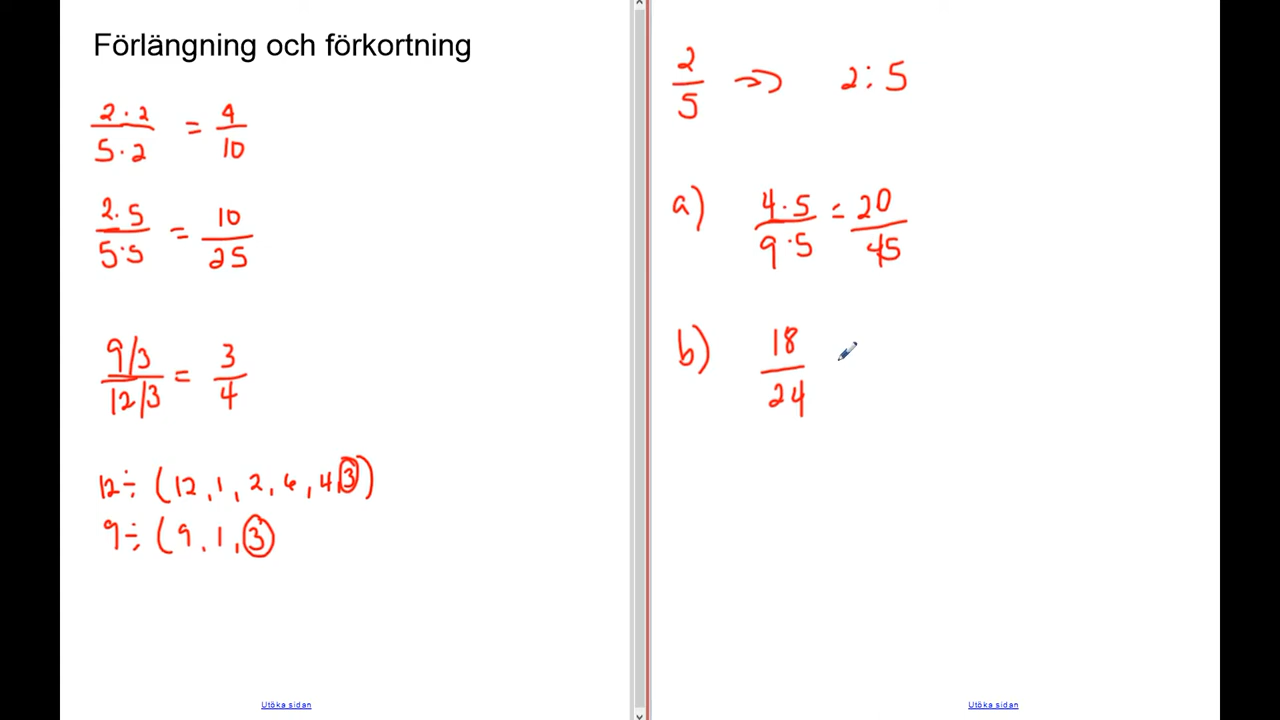 Förlängning och förkortning
2 · 2 / 5 · 2 = 4 / 10
2 · 5 / 5 · 5 = 10 / 25
9/3 / 12/3 = 3 / 4
12 ÷ (12, 1, 2, 6, 4, 3)
9 ÷ (9, 1, 3
Utöka sidan
2 / 5 => 2 : 5
a) 4 · 5 / 9 · 5 = 20 / 45
b) 18 / 24
Utöka sidan